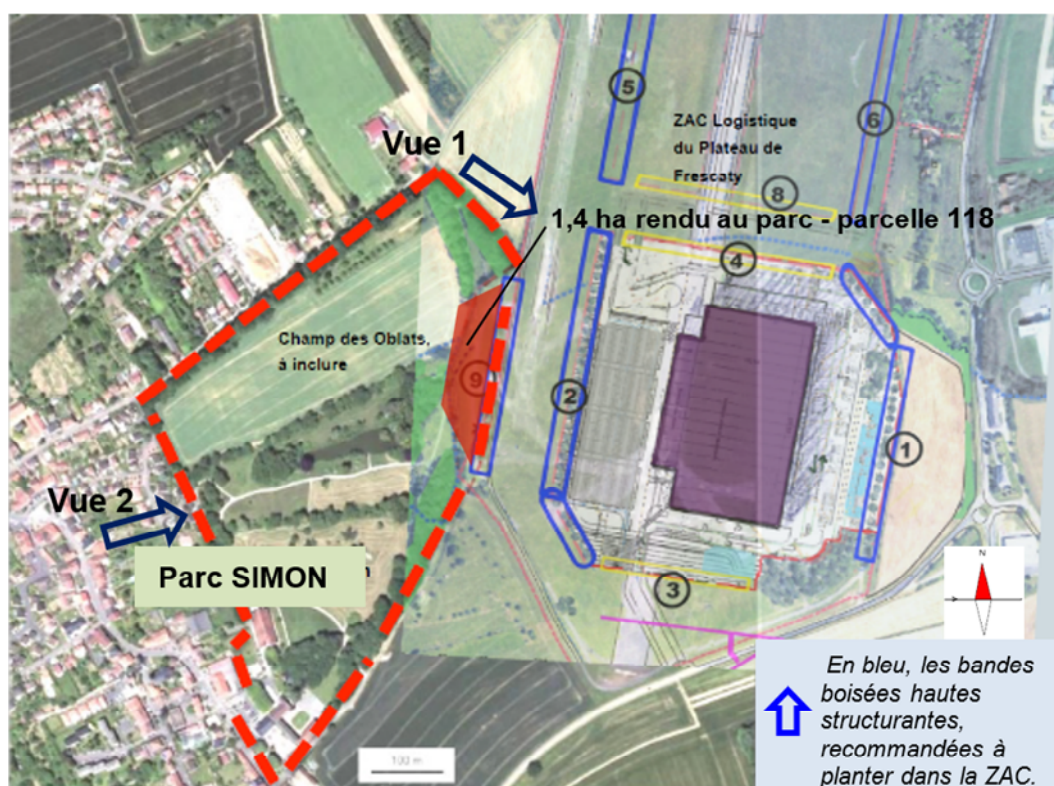 5
6
ZAC Logistique
du Plateau de
Frescaty
Vue 1
8
1,4 ha rendu au parc - parcelle 118
4
Champ des Oblats,
à inclure
9
2
1
Vue 2
Parc SIMON
N
3
En bleu, les bandes
boisées hautes
structurantes,
recommandées à
planter dans la ZAC.
100 m